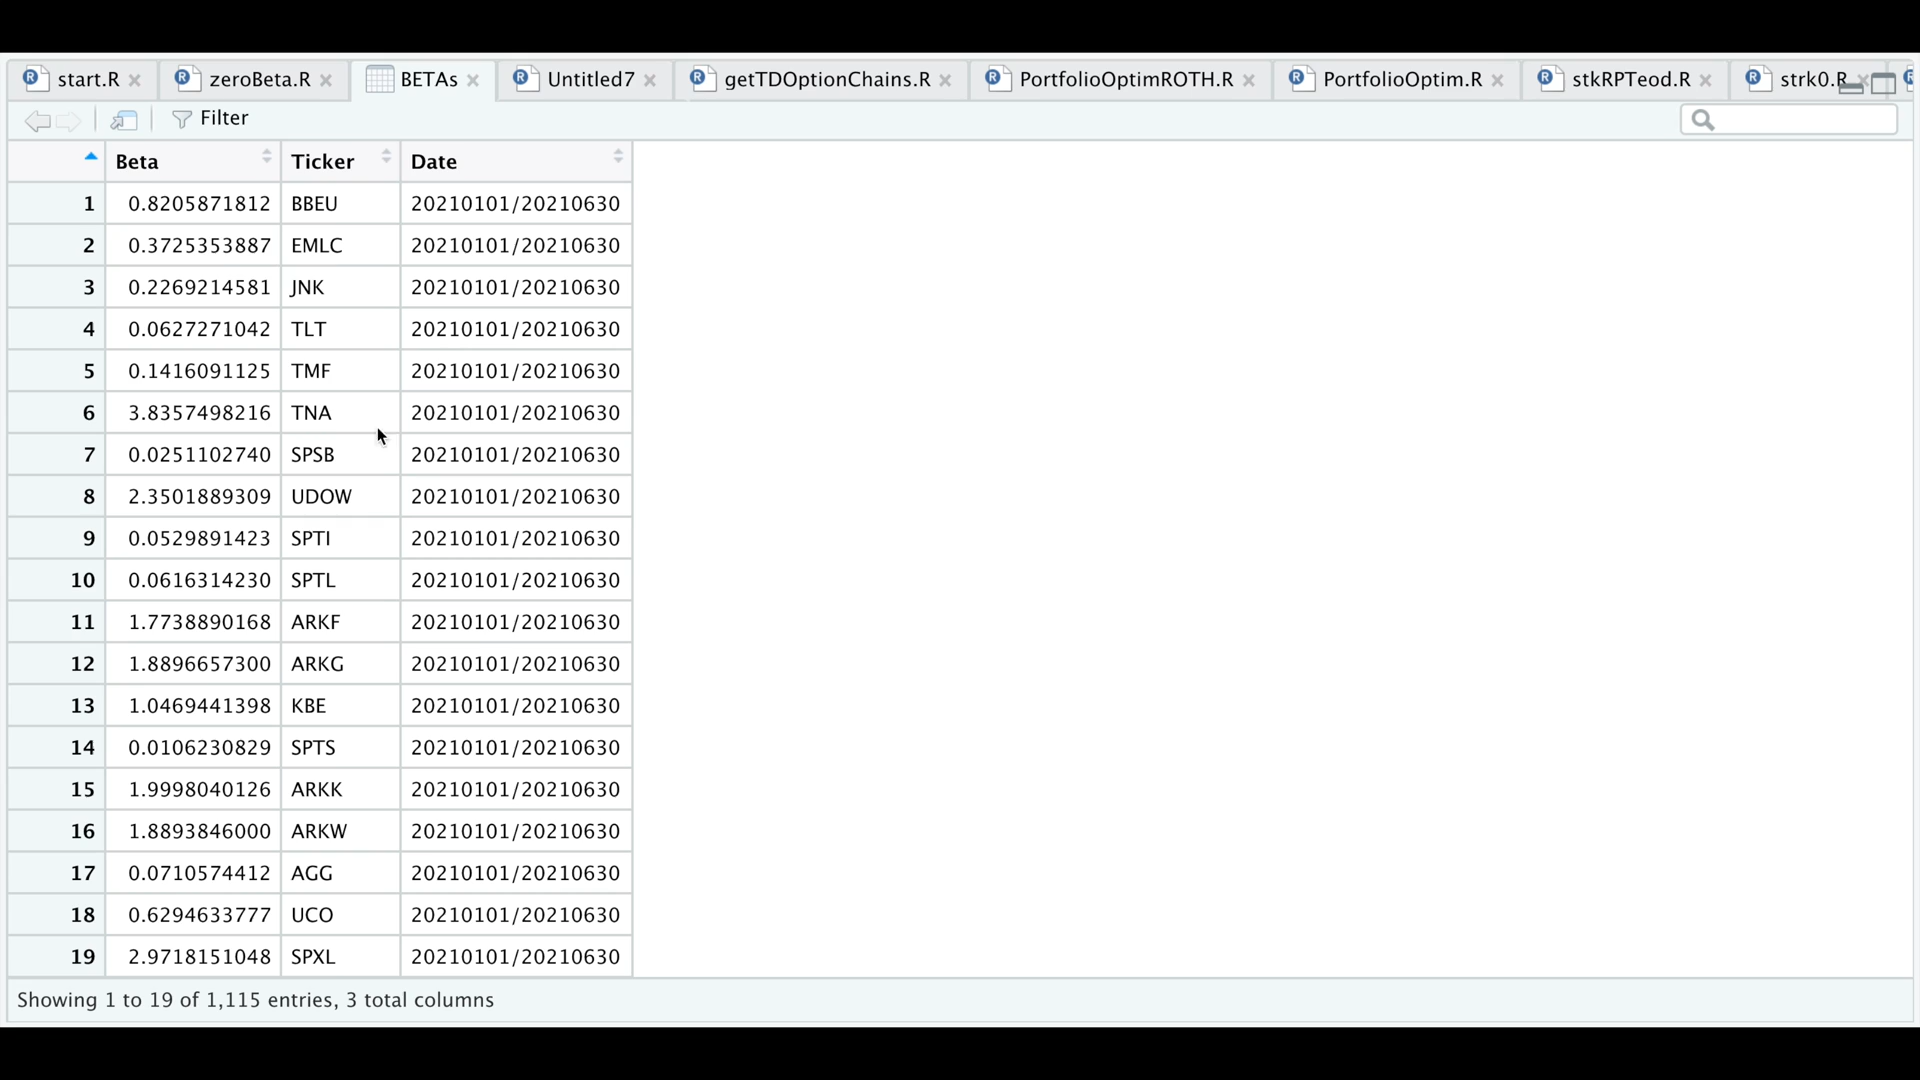 start.R zeroBeta.R BETAs Untitled7 getTDOptionChains.R PortfolioOptimROTH.R PortfolioOptim.R stkRPTeod.R strk0.R
Filter
Beta Ticker Date
1 0.8205871812 BBEU 20210101/20210630
2 0.3725353887 EMLC 20210101/20210630
3 0.2269214581 JNK 20210101/20210630
4 0.0627271042 TLT 20210101/20210630
5 0.1416091125 TMF 20210101/20210630
6 3.8357498216 TNA 20210101/20210630
7 0.0251102740 SPSB 20210101/20210630
8 2.3501889309 UDOW 20210101/20210630
9 0.0529891423 SPTI 20210101/20210630
10 0.0616314230 SPTL 20210101/20210630
11 1.7738890168 ARKF 20210101/20210630
12 1.8896657300 ARKG 20210101/20210630
13 1.0469441398 KBE 20210101/20210630
14 0.0106230829 SPTS 20210101/20210630
15 1.9998040126 ARKK 20210101/20210630
16 1.8893846000 ARKW 20210101/20210630
17 0.0710574412 AGG 20210101/20210630
18 0.6294633777 UCO 20210101/20210630
19 2.9718151048 SPXL 20210101/20210630
Showing 1 to 19 of 1,115 entries, 3 total columns